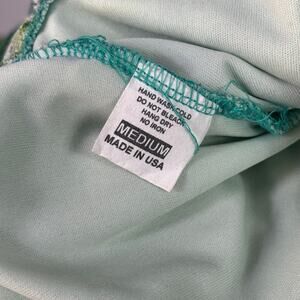 HAND WASH COLD
DO NOT BLEACH
HANG DRY
NO IRON
MEDIUM
MADE IN USA